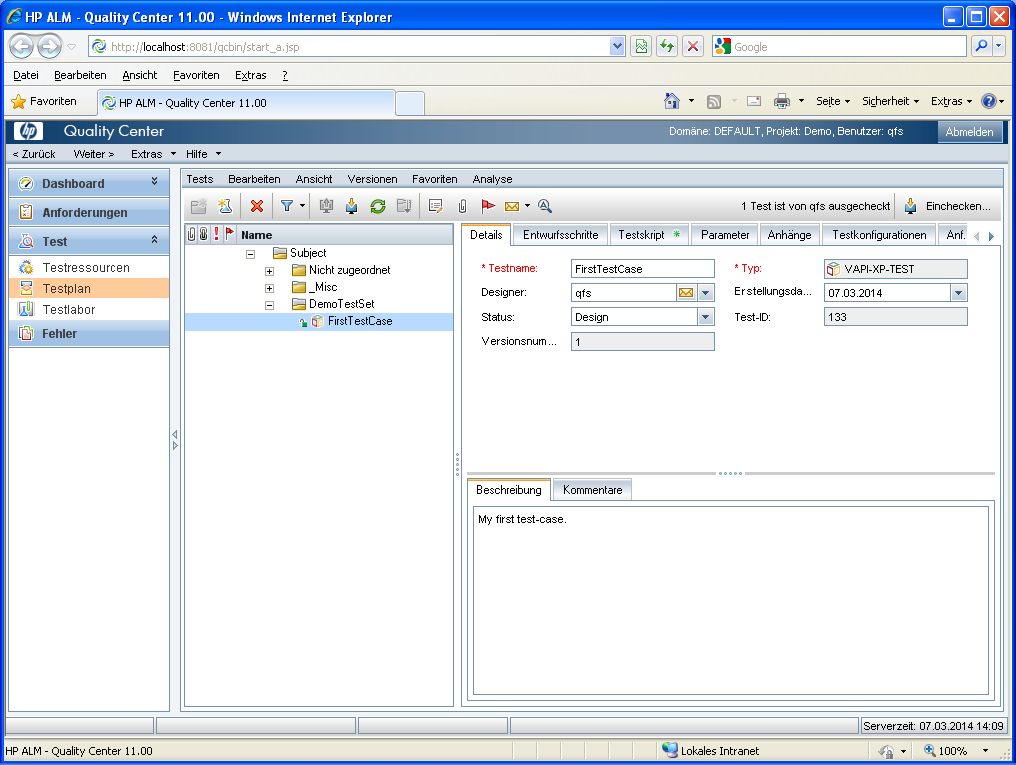 HP ALM - Quality Center 11.00 - Windows Internet Explorer
http://localhost:8081/qcbin/start_a.jsp
Google
Datei Bearbeiten Ansicht Favoriten Extras ?
Favoriten HP ALM - Quality Center 11.00 Seite Sicherheit Extras
hp Quality Center Domäne: DEFAULT, Projekt: Demo, Benutzer: qfs Abmelden
< Zurück Weiter > Extras Hilfe
Dashboard
Anforderungen
Test
Testressourcen
Testplan
Testlabor
Fehler
Tests Bearbeiten Ansicht Versionen Favoriten Analyse
1 Test ist von qfs ausgecheckt Einchecken...
Name
Subject
Nicht zugeordnet
_Misc
DemoTestSet
FirstTestCase
Details Entwurfsschritte Testskript * Parameter Anhänge Testkonfigurationen Anf.
* Testname: FirstTestCase * Typ: VAPI-XP-TEST
Designer: qfs Erstellungsda... 07.03.2014
Status: Design Test-ID: 133
Versionsnum... 1
Beschreibung Kommentare
My first test-case.
Serverzeit: 07.03.2014 14:09
HP ALM - Quality Center 11.00 Lokales Intranet 100%